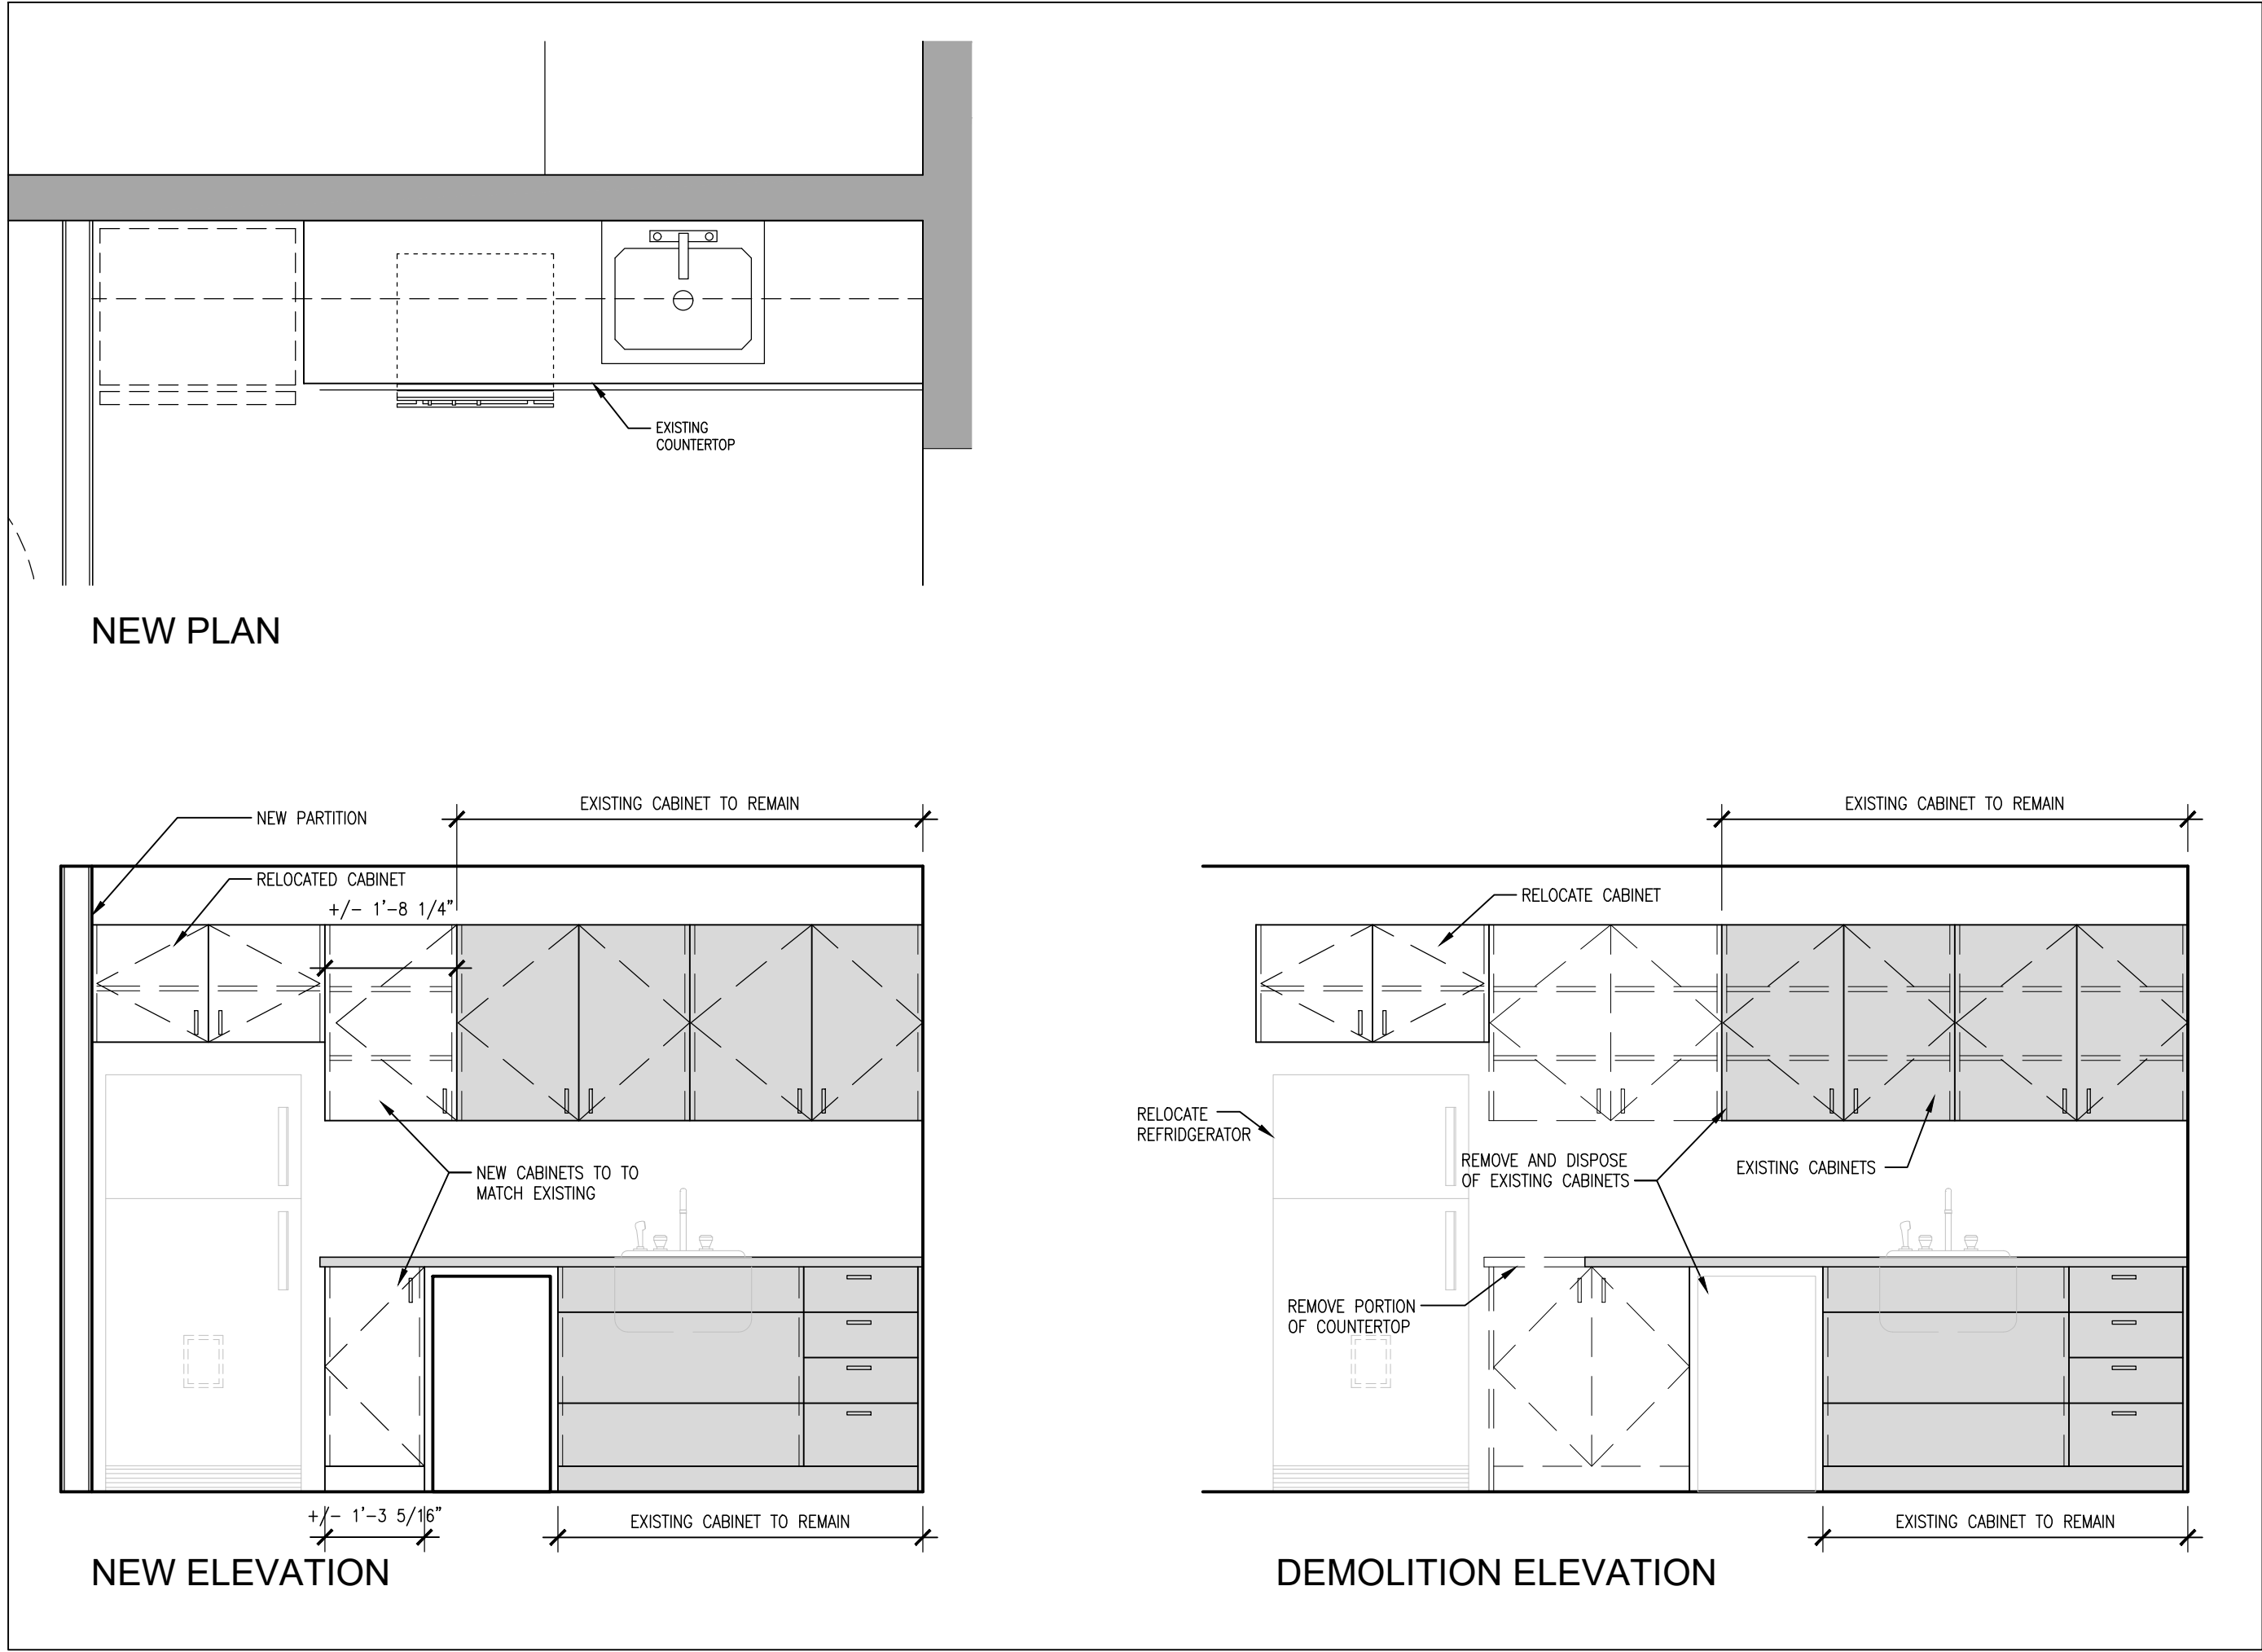 EXISTING
COUNTERTOP
NEW PLAN
EXISTING CABINET TO REMAIN
NEW PARTITION
RELOCATED CABINET
+/- 1'-8 1/4"
NEW CABINETS TO TO
MATCH EXISTING
+/- 1'-3 5/16"
EXISTING CABINET TO REMAIN
NEW ELEVATION
EXISTING CABINET TO REMAIN
RELOCATE CABINET
RELOCATE
REFRIDGERATOR
REMOVE AND DISPOSE
OF EXISTING CABINETS
EXISTING CABINETS
REMOVE PORTION
OF COUNTERTOP
EXISTING CABINET TO REMAIN
DEMOLITION ELEVATION